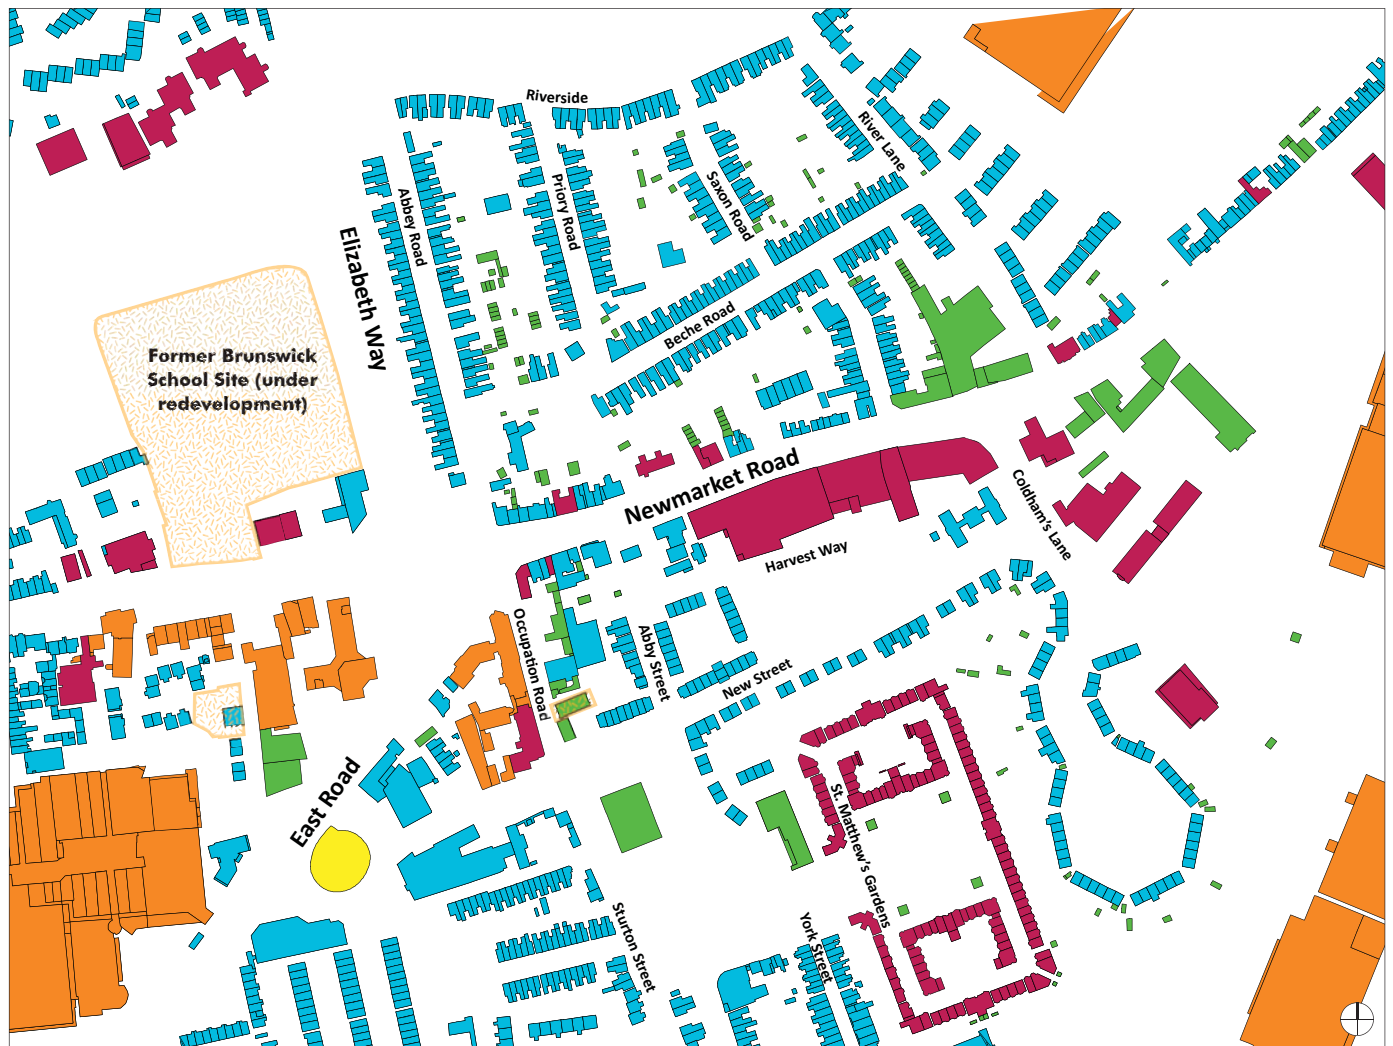 Riverside
River Lane
Saxon Road
Priory Road
Abbey Road
Elizabeth Way
Beche Road
Former Brunswick
School Site (under
redevelopment)
Newmarket Road
Coldham's Lane
Harvest Way
Occupation Road
Abby Street
New Street
East Road
St. Matthew's Gardens
Sturton Street
York Street